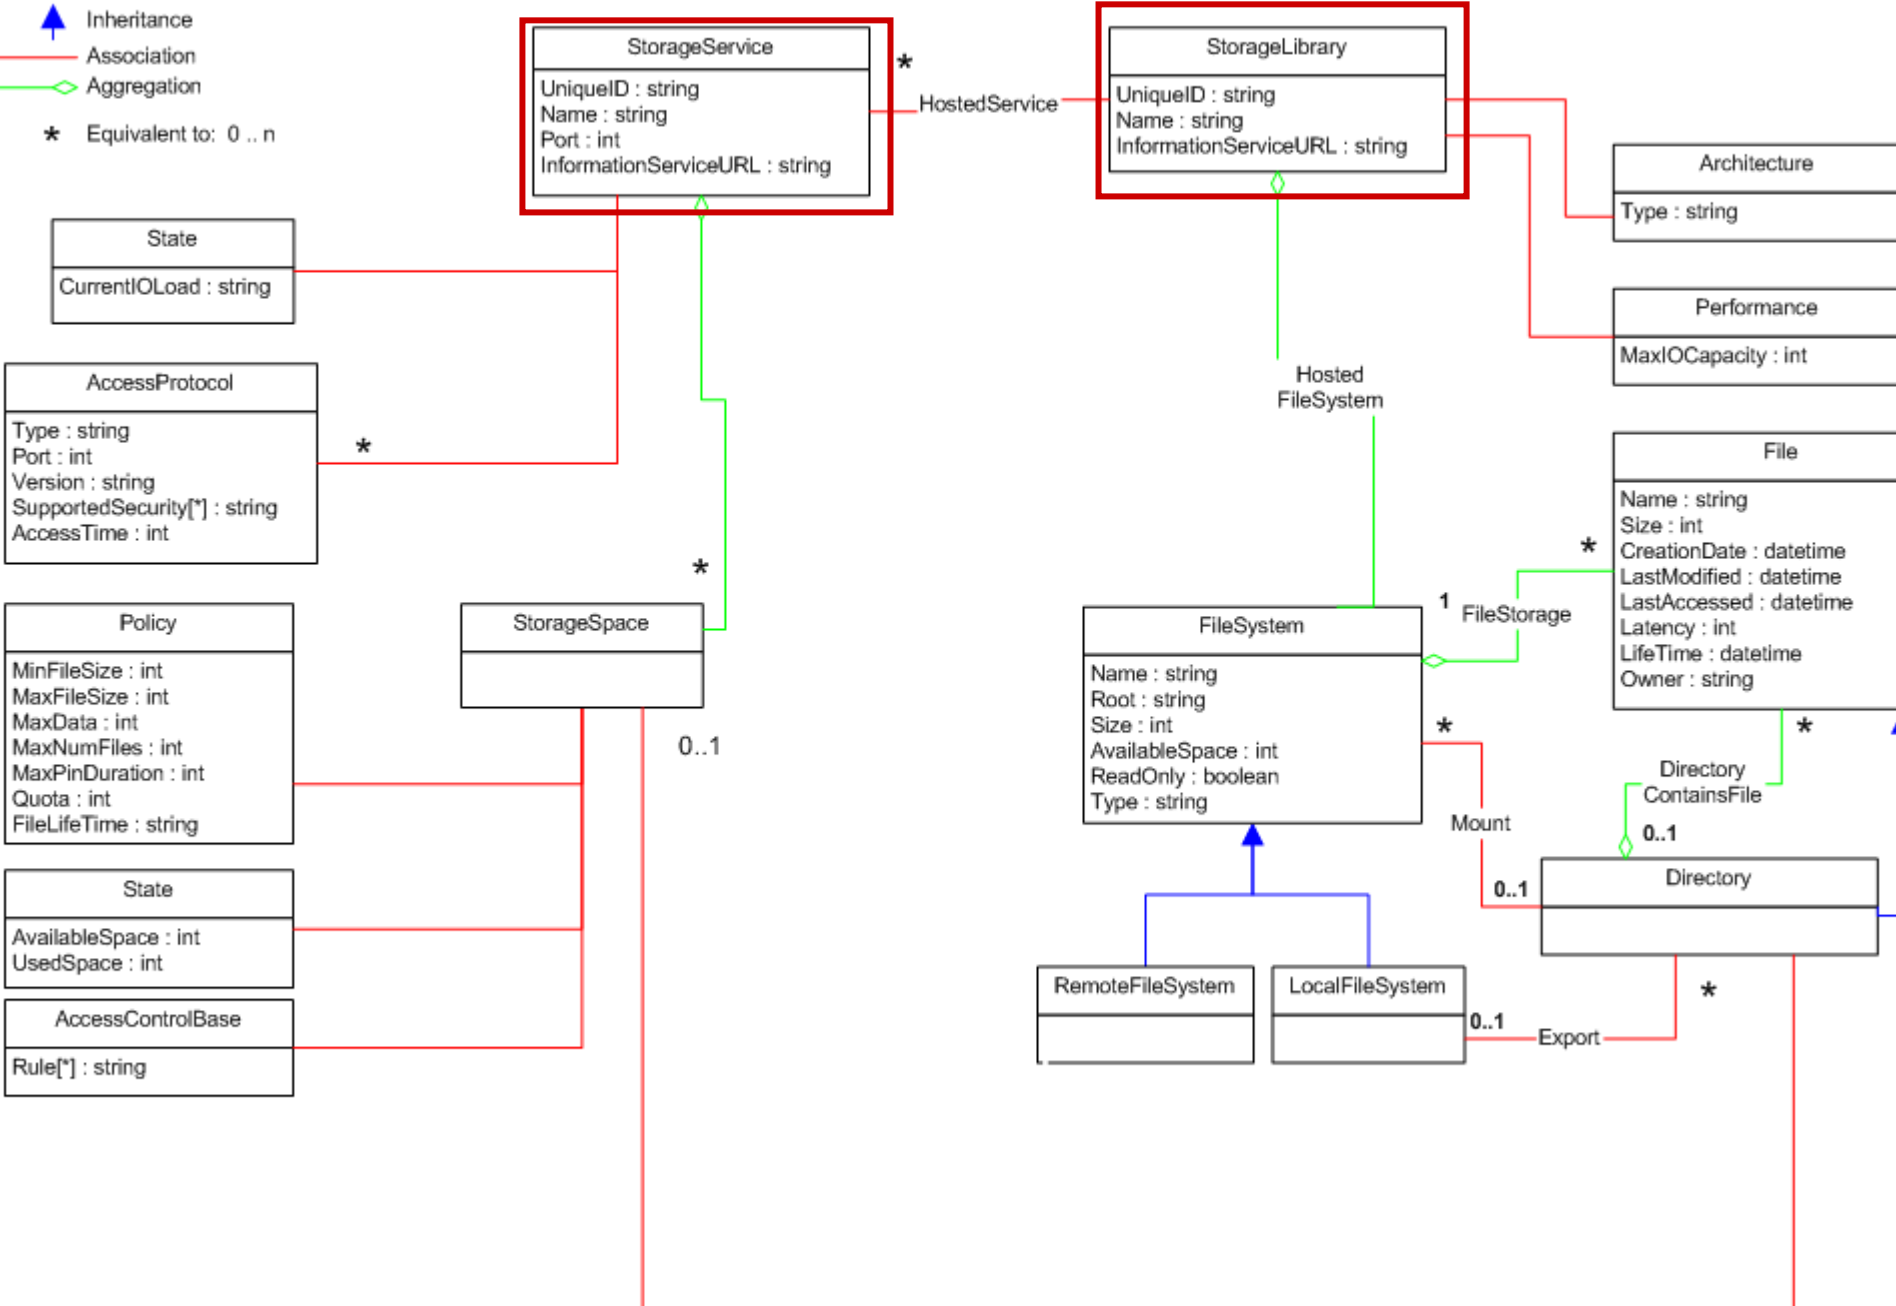 Inheritance
Association
Aggregation
* Equivalent to: 0 .. n
StorageService
UniqueID : string
Name : string
Port : int
InformationServiceURL : string
*
HostedService
StorageLibrary
UniqueID : string
Name : string
InformationServiceURL : string
Architecture
Type : string
State
CurrentIOLoad : string
Performance
MaxIOCapacity : int
AccessProtocol
Type : string
Port : int
Version : string
SupportedSecurity[*] : string
AccessTime : int
*
Hosted
FileSystem
File
Name : string
Size : int
CreationDate : datetime
LastModified : datetime
LastAccessed : datetime
Latency : int
LifeTime : datetime
Owner : string
*
*
1
FileStorage
Policy
MinFileSize : int
MaxFileSize : int
MaxData : int
MaxNumFiles : int
MaxPinDuration : int
Quota : int
FileLifeTime : string
StorageSpace
0..1
FileSystem
Name : string
Root : string
Size : int
AvailableSpace : int
ReadOnly : boolean
Type : string
*
Mount
0..1
*
Directory
ContainsFile
0..1
Directory
State
AvailableSpace : int
UsedSpace : int
RemoteFileSystem
LocalFileSystem
0..1
Export
*
AccessControlBase
Rule[*] : string